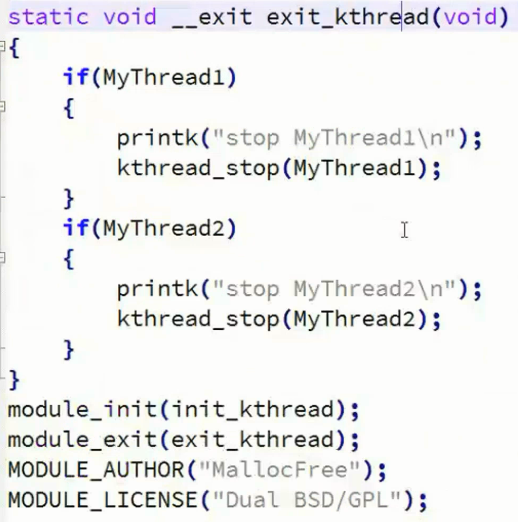 static void __exit exit_kthread(void)
{
    if(MyThread1)
    {
        printk("stop MyThread1\n");
        kthread_stop(MyThread1);
    }
    if(MyThread2)
    {
        printk("stop MyThread2\n");
        kthread_stop(MyThread2);
    }
}
module_init(init_kthread);
module_exit(exit_kthread);
MODULE_AUTHOR("MallocFree");
MODULE_LICENSE("Dual BSD/GPL");